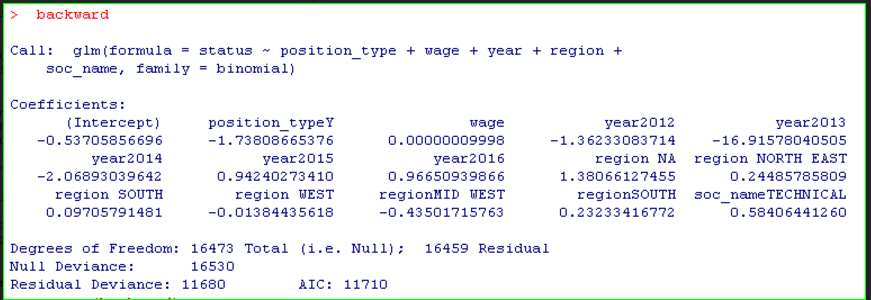 > backward
Call: glm(formula = status ~ position_type + wage + year + region +
soc_name, family = binomial)
Coefficients:
(Intercept) position_typeY wage year2012 year2013
-0.53705856696 -1.73808665376 0.00000009998 -1.36233083714 -16.91578040505
year2014 year2015 year2016 region NA region NORTH EAST
-2.06893039642 0.94240273410 0.96650939866 1.38066127455 0.24485785809
region SOUTH region WEST regionMID WEST regionSOUTH soc_nameTECHNICAL
0.09705791481 -0.01384435618 -0.43501715763 0.23233416772 0.58406441260
Degrees of Freedom: 16473 Total (i.e. Null); 16459 Residual
Null Deviance: 16530
Residual Deviance: 11680 AIC: 11710